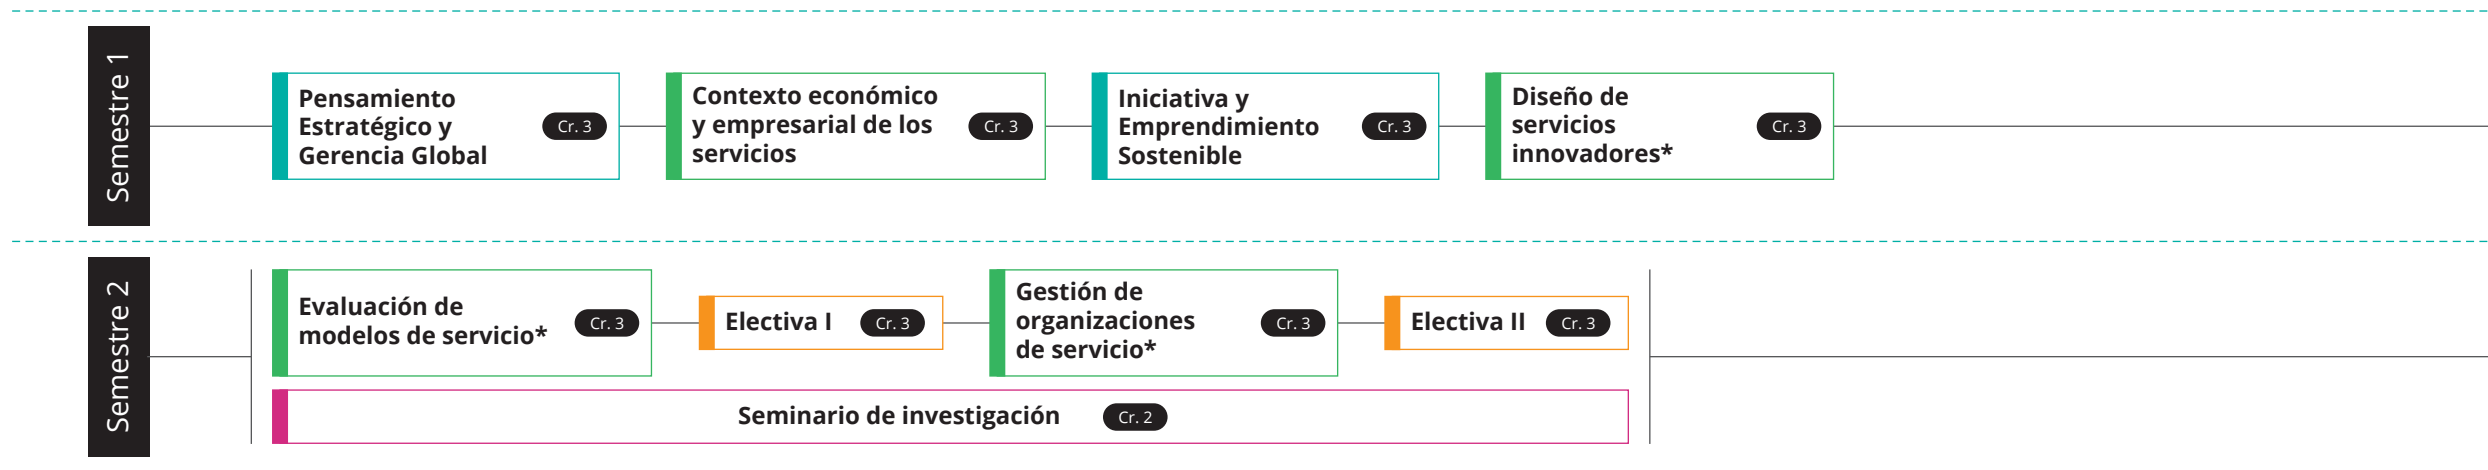 Semestre 1
Pensamiento
Estratégico y
Gerencia Global
Cr. 3
Contexto económico
y empresarial de los
servicios
Cr. 3
Iniciativa y
Emprendimiento
Sostenible
Cr. 3
Diseño de
servicios
innovadores*
Cr. 3
Semestre 2
Evaluación de
modelos de servicio*
Cr. 3
Electiva I
Cr. 3
Gestión de
organizaciones
de servicio*
Cr. 3
Electiva II
Cr. 3
Seminario de investigación
Cr. 2